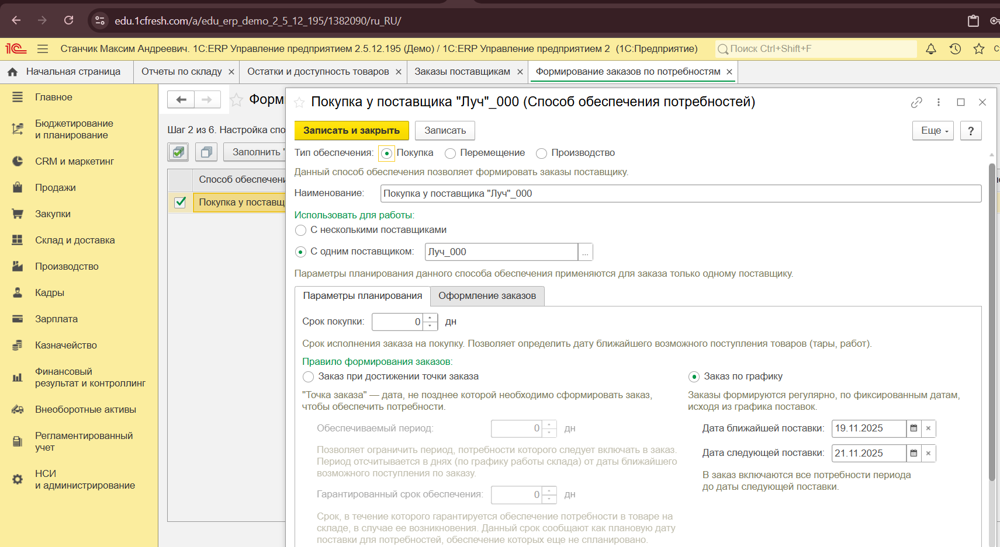 edu.1cfresh.com/a/edu_erp_demo_2_5_12_195/1382090/ru_RU/
Станчик Максим Андреевич. 1С:ERP Управление предприятием 2.5.12.195 (Демо) / 1С:ERP Управление предприятием 2 (1С:Предприятие)
Поиск Ctrl+Shift+F
Начальная страница
Отчеты по складу
Остатки и доступность товаров
Заказы поставщикам
Формирование заказов по потребностям
Главное
Бюджетирование
и планирование
CRM и маркетинг
Продажи
Закупки
Склад и доставка
Производство
Кадры
Зарплата
Казначейство
Финансовый
результат и контроллинг
Внеоборотные активы
Регламентированный
учет
НСИ
и администрирование
Форм
Шаг 2 из 6. Настройка спо
Заполнить "
Способ обеспечени
Покупка у поставщ
Покупка у поставщика "Луч"_000 (Способ обеспечения потребностей)
Записать и закрыть
Записать
Еще
?
Тип обеспечения:
Покупка
Перемещение
Производство
Данный способ обеспечения позволяет формировать заказы поставщику.
Наименование:
Покупка у поставщика "Луч"_000
Использовать для работы:
С несколькими поставщиками
С одним поставщиком:
Луч_000
...
Параметры планирования данного способа обеспечения применяются для заказа только одному поставщику.
Параметры планирования
Оформление заказов
Срок покупки:
0
дн
Срок исполнения заказа на покупку. Позволяет определить дату ближайшего возможного поступления товаров (тары, работ).
Правило формирования заказов:
Заказ при достижении точки заказа
"Точка заказа" — дата, не позднее которой необходимо сформировать заказ,
чтобы обеспечить потребности.
Обеспечиваемый период:
0
дн
Позволяет ограничить период, потребности которого следует включать в заказ.
Период отсчитывается в днях (по графику работы склада) от даты ближайшего
возможного поступления по заказу.
Гарантированный срок обеспечения:
0
дн
Срок, в течение которого гарантируется обеспечение потребности в товаре на
складе, в случае ее возникновения. Данный срок сообщают как плановую дату
поставки для потребностей, обеспечение которых еще не спланировано.
Заказ по графику
Заказы формируются регулярно, по фиксированным датам,
исходя из графика поставок.
Дата ближайшей поставки:
19.11.2025
Дата следующей поставки:
21.11.2025
В заказ включаются все потребности периода
до даты следующей поставки.